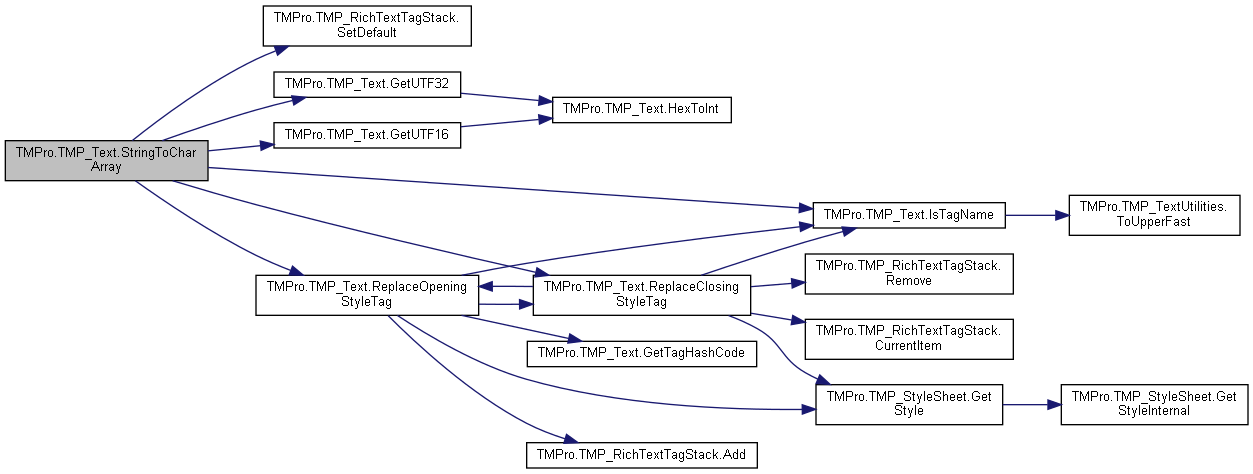 TMPro.TMP_RichTextTagStack.
SetDefault
TMPro.TMP_Text.GetUTF32
TMPro.TMP_Text.HexToInt
TMPro.TMP_Text.GetUTF16
TMPro.TMP_Text.StringToChar
Array
TMPro.TMP_Text.IsTagName
TMPro.TMP_TextUtilities.
ToUpperFast
TMPro.TMP_Text.ReplaceOpening
StyleTag
TMPro.TMP_Text.ReplaceClosing
StyleTag
TMPro.TMP_RichTextTagStack.
Remove
TMPro.TMP_RichTextTagStack.
CurrentItem
TMPro.TMP_Text.GetTagHashCode
TMPro.TMP_StyleSheet.Get
Style
TMPro.TMP_StyleSheet.Get
StyleInternal
TMPro.TMP_RichTextTagStack.Add